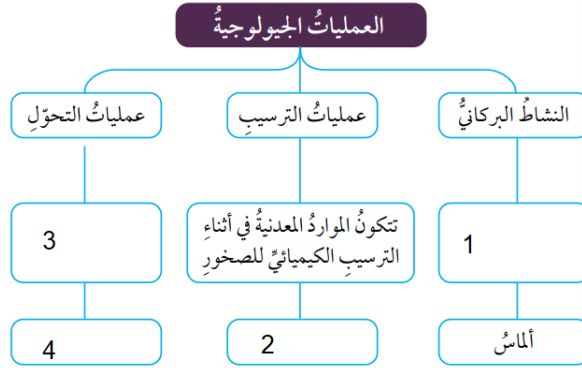 العملياتُ الجيولوجيةُ
النشاطُ البركانيُّ
عملياتُ الترسيبِ
عملياتُ التحوّلِ
1
تتكونُ المواردُ المعدنيةُ في أثناءِ
الترسيبِ الكيميائيِّ للصخورِ
3
ألماسُ
2
4